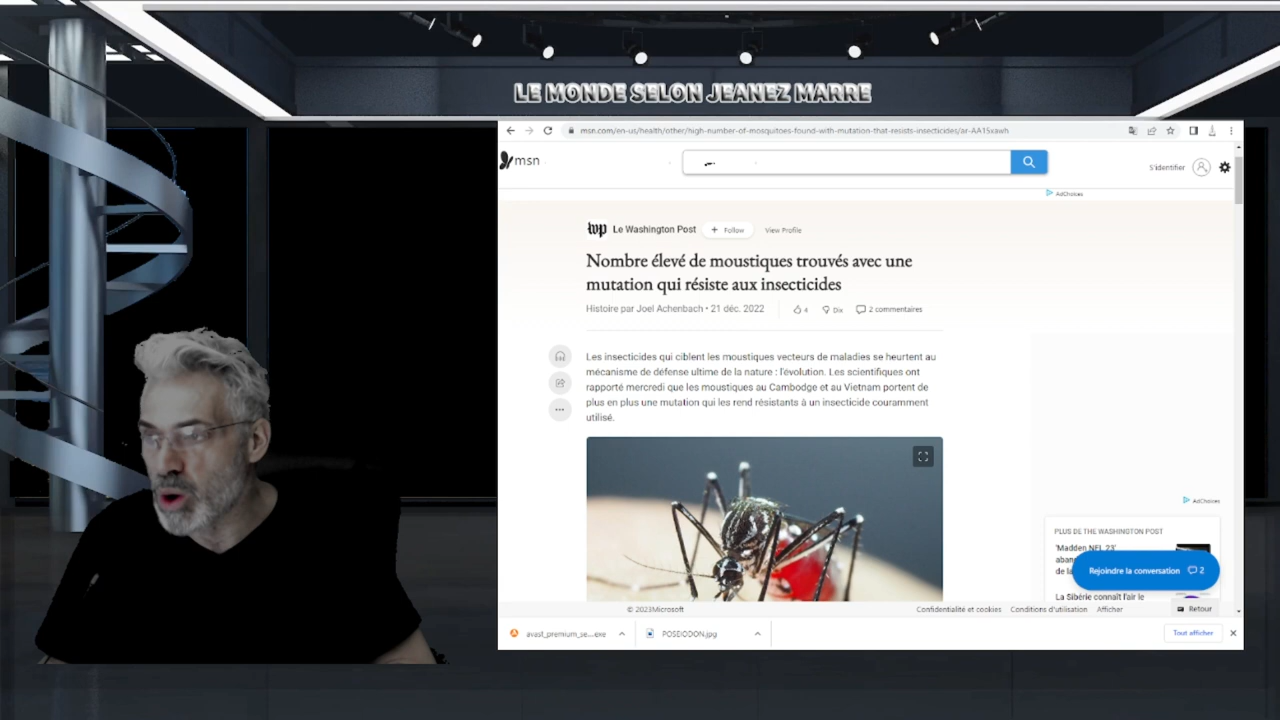 LE MONDE SELON JEANEZ MARRE
msn.com/en-us/health/other/high-number-of-mosquitoes-found-with-mutation-that-resists-insecticides/ar-AA15xawh
msn
S'identifier
AdChoices
wp Le Washington Post + Follow View Profile
Nombre élevé de moustiques trouvés avec une
mutation qui résiste aux insecticides
Histoire par Joel Achenbach • 21 déc. 2022
4 Dix 2 commentaires
Les insecticides qui ciblent les moustiques vecteurs de maladies se heurtent au
mécanisme de défense ultime de la nature : l'évolution. Les scientifiques ont
rapporté mercredi que les moustiques au Cambodge et au Vietnam portent de
plus en plus une mutation qui les rend résistants à un insecticide couramment
utilisé.
AdChoices
PLUS DE THE WASHINGTON POST
'Madden NFL 23'
aban
de la
Rejoindre la conversation 2
La Sibérie connaît l'air le
© 2023Microsoft
Confidentialité et cookies Conditions d'utilisation Afficher
Retour
avast_premium_se....exe
POSEIODON.jpg
Tout afficher